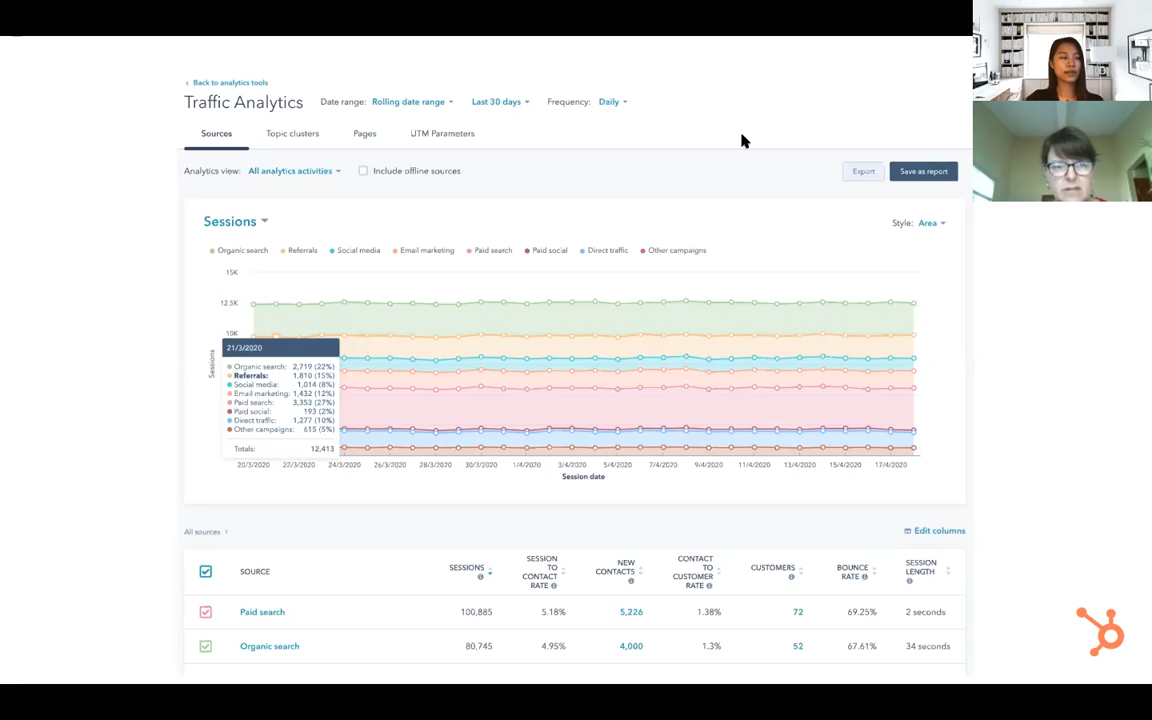 ‹ Back to analytics tools
Traffic Analytics Date range: Rolling date range Last 30 days Frequency: Daily
Sources Topic clusters Pages UTM Parameters
Analytics view: All analytics activities Include offline sources Export Save as report
Sessions Style: Area
Organic search Referrals Social media Email marketing Paid search Paid social Direct traffic Other campaigns
15K
12.5K
10K
Sessions
21/3/2020
Organic search: 2,719 (22%)
Referrals: 1,810 (15%)
Social media: 1,014 (8%)
Email marketing: 1,432 (12%)
Paid search: 3,353 (27%)
Paid social: 193 (2%)
Direct traffic: 1,277 (10%)
Other campaigns: 615 (5%)
Totals: 12,413
20/3/2020 22/3/2020 24/3/2020 26/3/2020 28/3/2020 30/3/2020 1/4/2020 3/4/2020 5/4/2020 7/4/2020 9/4/2020 11/4/2020 13/4/2020 15/4/2020 17/4/2020
Session date
All sources › Edit columns
SOURCE SESSIONS SESSION TO CONTACT RATE NEW CONTACTS CONTACT TO CUSTOMER RATE CUSTOMERS BOUNCE RATE SESSION LENGTH
Paid search 100,885 5.18% 5,226 1.38% 72 69.25% 2 seconds
Organic search 80,745 4.95% 4,000 1.3% 52 67.61% 34 seconds